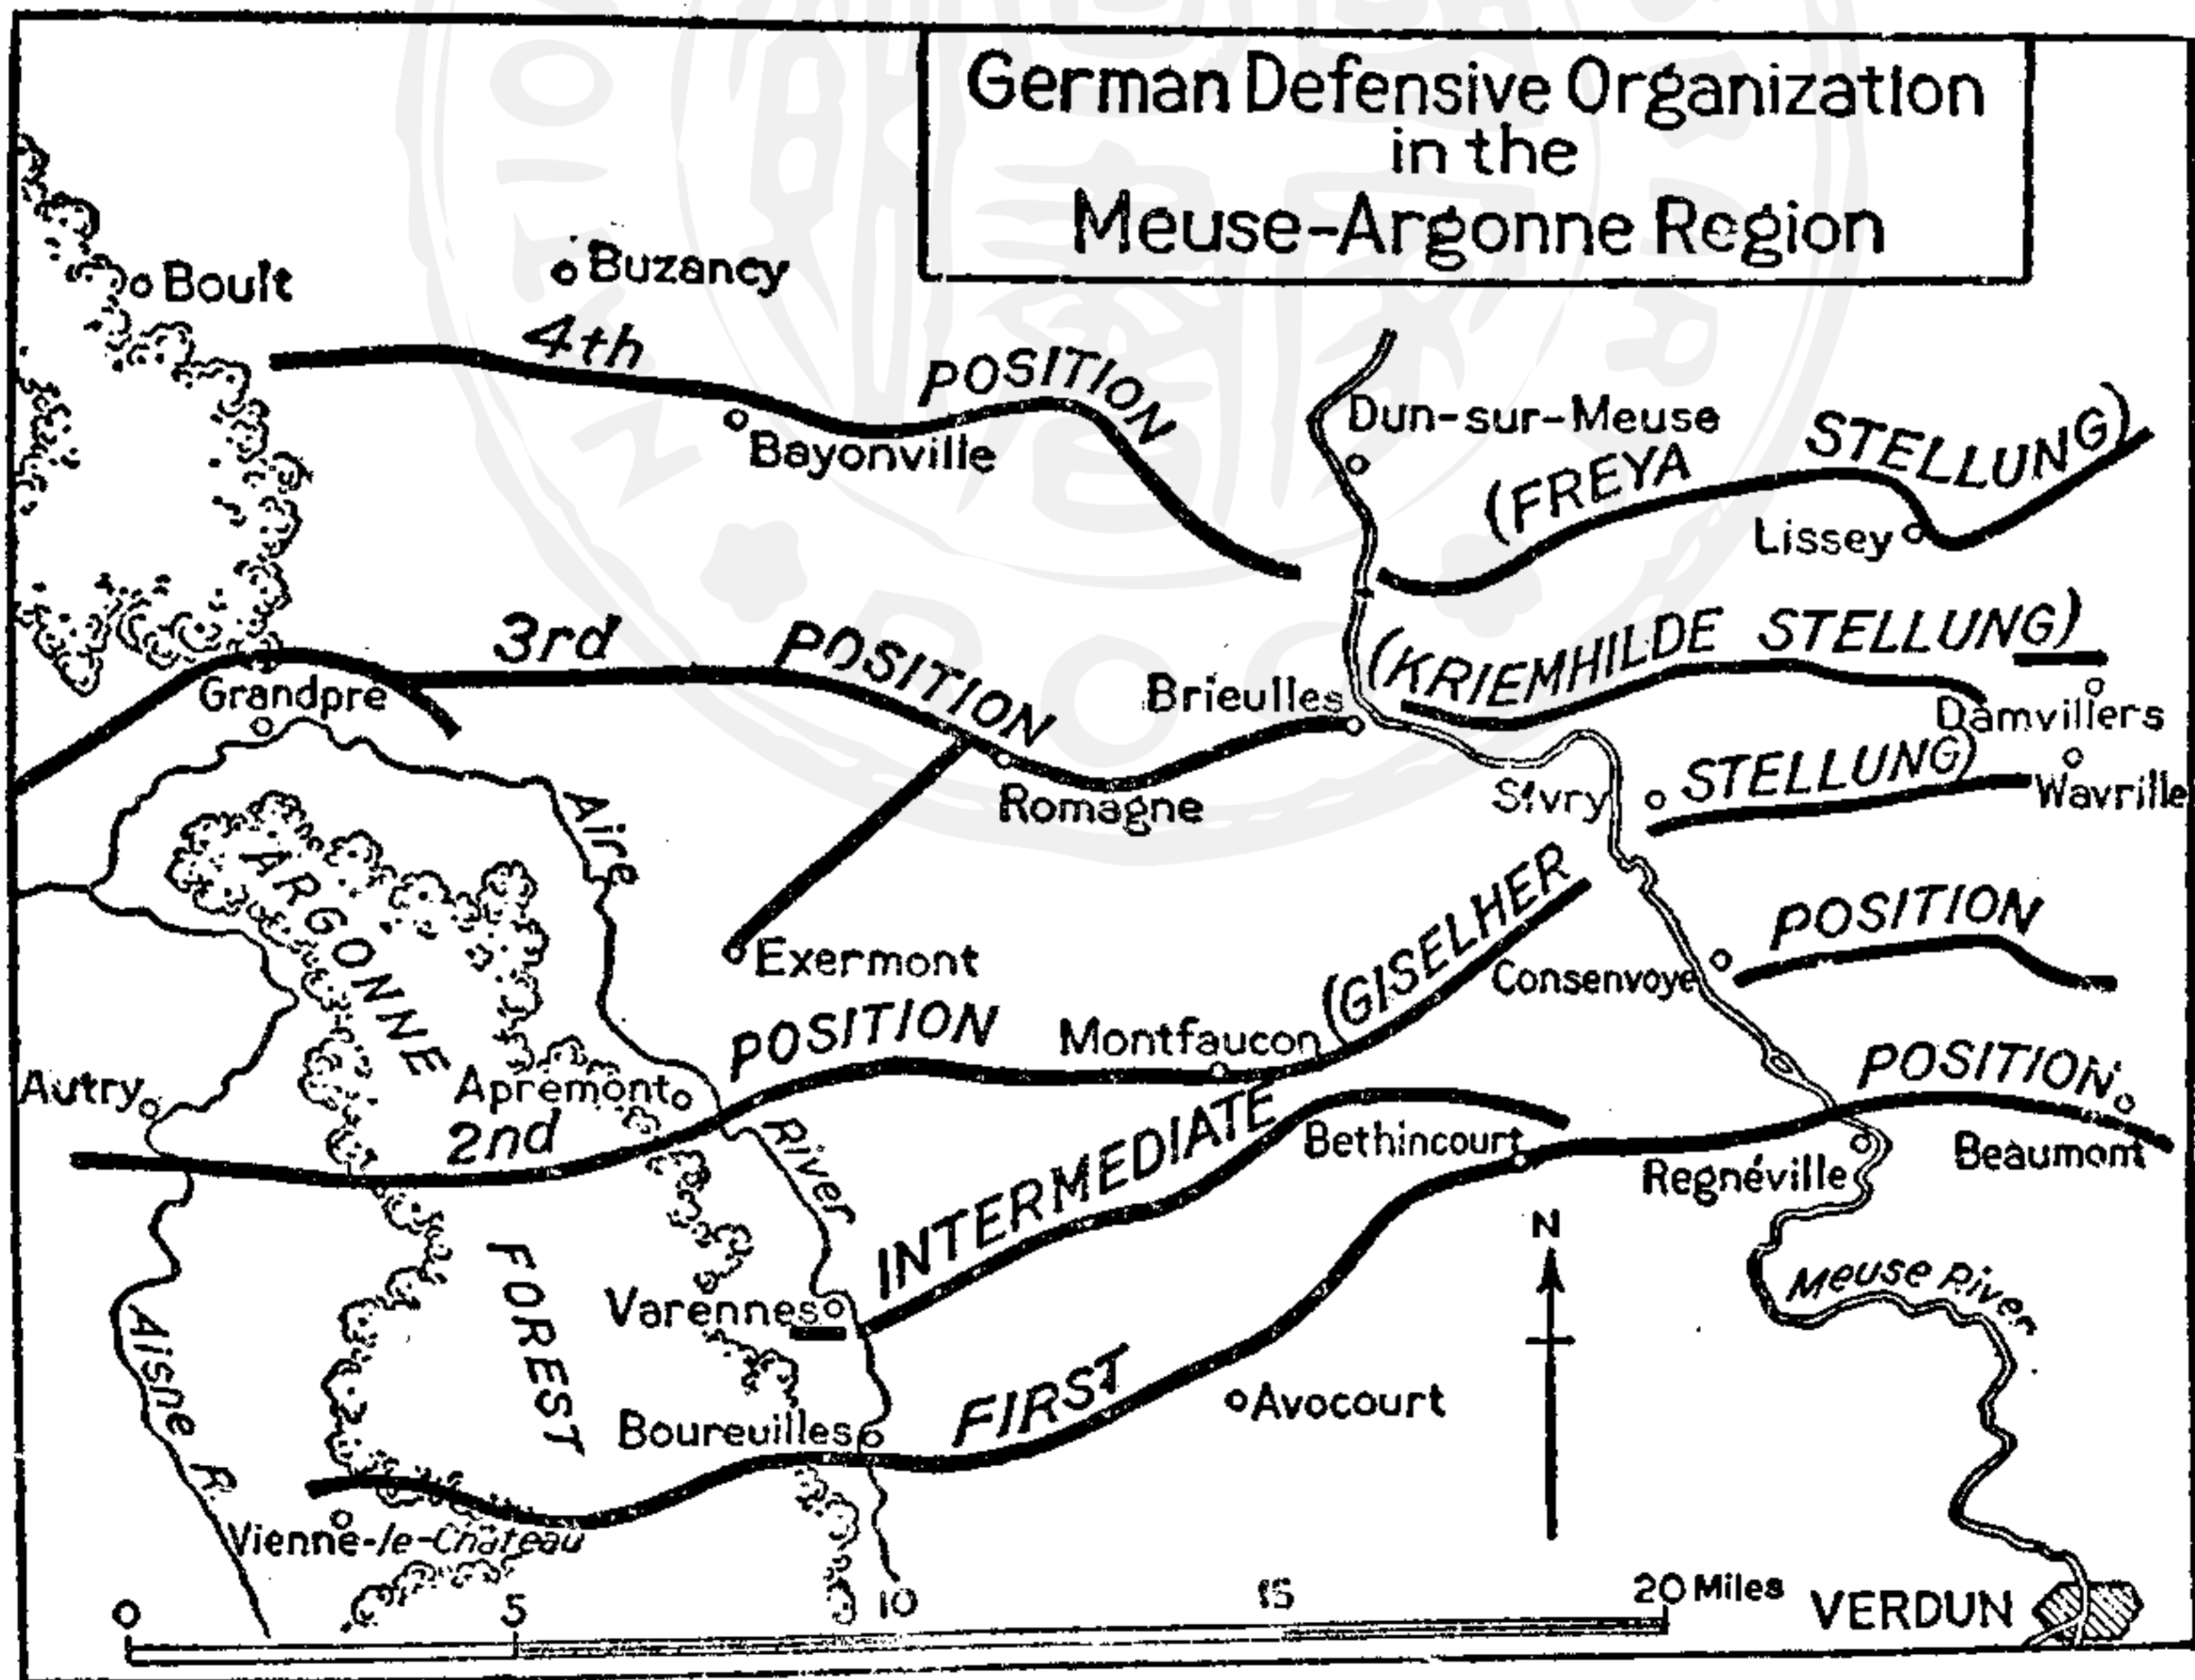 German Defensive Organization
in the
Meuse-Argonne Region
Boult
Buzancy
4th POSITION (FREYA STELLUNG)
Bayonville
Dun-sur-Meuse
Lissey
3rd POSITION (KRIEMHILDE STELLUNG)
Grandpre
Brieulles
Damvillers
Romagne
Sivry
Wavrille
Aire River
ARGONNE FOREST
Exermont
Consenvoye
2nd POSITION (GISELHER STELLUNG)
Montfaucon
Autry
Apremont
INTERMEDIATE POSITION
Bethincourt
Regnéville
Beaumont
N
Meuse River
Varennes
Aisne R.
FIRST POSITION
Avocourt
Boureuilles
Vienne-le-Chateau
0 5 10 15 20 Miles
VERDUN